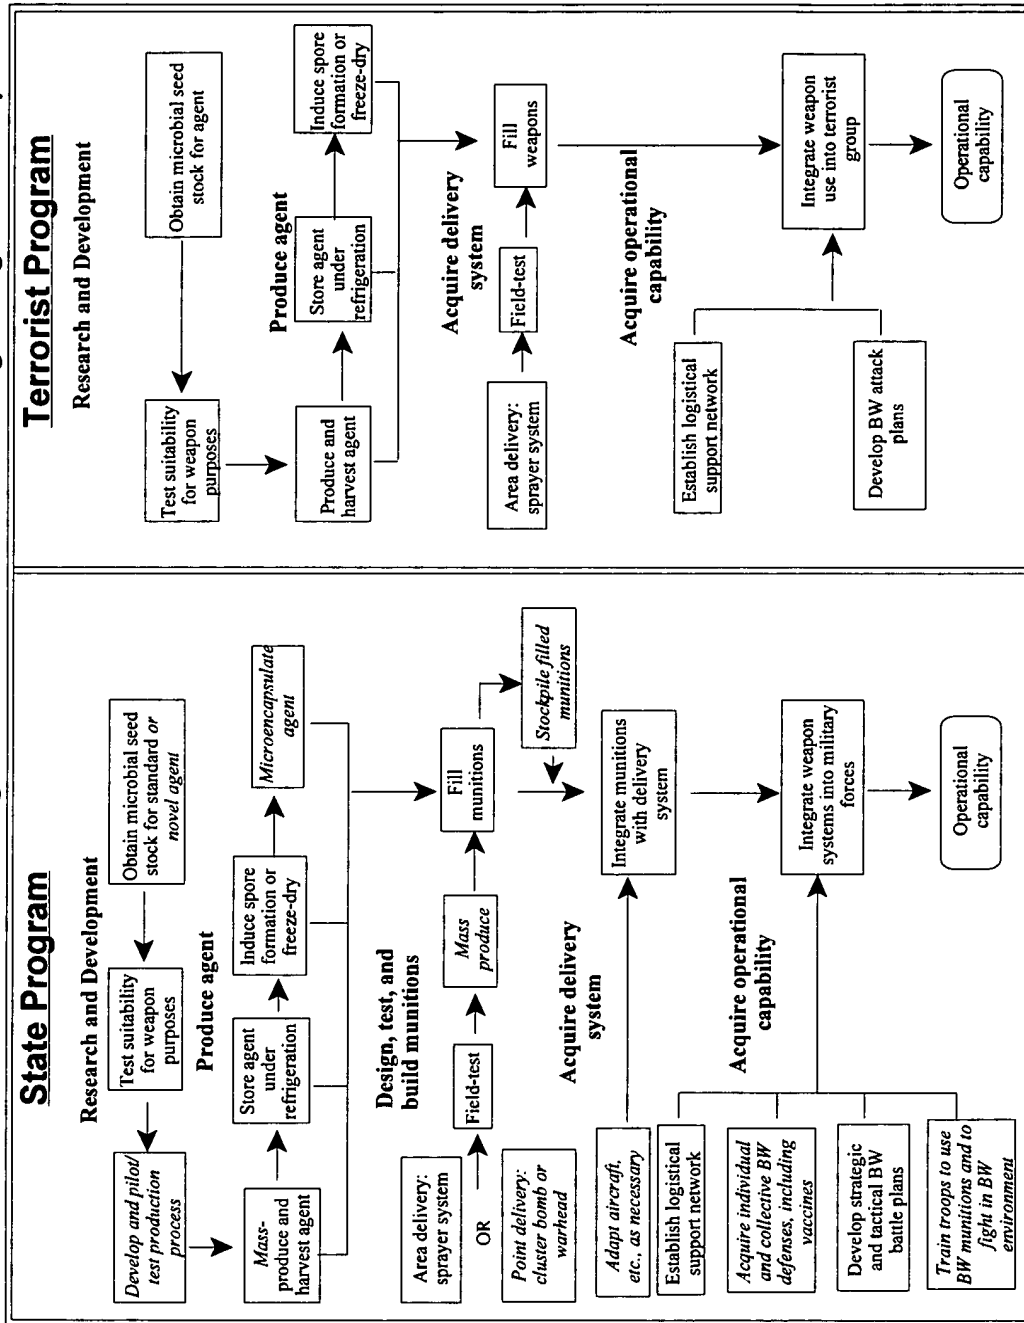 State Program
Research and Development
Obtain microbial seed
stock for standard or
novel agent
Test suitability
for weapon
purposes
Develop and pilot/
test production
process
Produce agent
Mass-
produce and
harvest agent
Store agent
under
refrigeration
Induce spore
formation or
freeze-dry
Microencapsulate
agent
Design, test, and
build munitions
Area delivery:
sprayer system
OR
Point delivery:
cluster bomb or
warhead
Field-test
Mass
produce
Fill
munitions
Stockpile filled
munitions
Acquire delivery
system
Adapt aircraft,
etc., as necessary
Integrate munitions
with delivery
system
Acquire operational
capability
Establish logistical
support network
Acquire individual
and collective BW
defenses, including
vaccines
Develop strategic
and tactical BW
battle plans
Train troops to use
BW munitions and to
fight in BW
environment
Integrate weapon
systems into military
forces
Operational
capability
Terrorist Program
Research and Development
Obtain microbial seed
stock for agent
Test suitability
for weapon
purposes
Produce agent
Produce and
harvest agent
Store agent
under
refrigeration
Induce spore
formation or
freeze-dry
Acquire delivery
system
Area delivery:
sprayer system
Field-test
Fill
weapons
Acquire operational
capability
Establish logistical
support network
Develop BW attack
plans
Integrate weapon
use into terrorist
group
Operational
capability